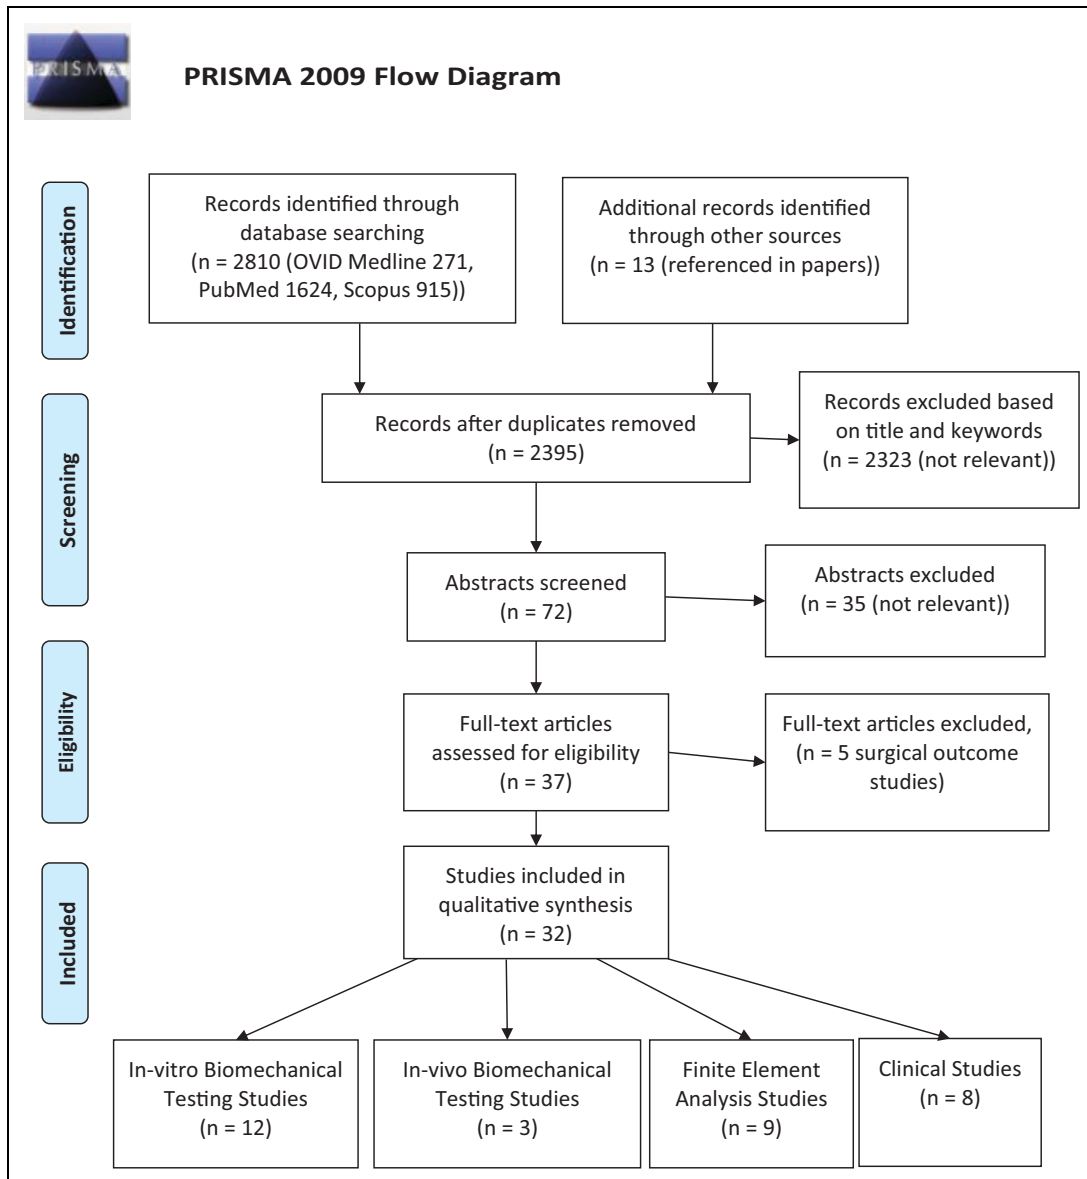 PRISMA
PRISMA 2009 Flow Diagram
Identification
Records identified through
database searching
(n = 2810 (OVID Medline 271,
PubMed 1624, Scopus 915))
Additional records identified
through other sources
(n = 13 (referenced in papers))
Screening
Records after duplicates removed
(n = 2395)
Records excluded based
on title and keywords
(n = 2323 (not relevant))
Abstracts screened
(n = 72)
Abstracts excluded
(n = 35 (not relevant))
Eligibility
Full-text articles
assessed for eligibility
(n = 37)
Full-text articles excluded,
(n = 5 surgical outcome
studies)
Included
Studies included in
qualitative synthesis
(n = 32)
In-vitro Biomechanical
Testing Studies
(n = 12)
In-vivo Biomechanical
Testing Studies
(n = 3)
Finite Element
Analysis Studies
(n = 9)
Clinical Studies
(n = 8)